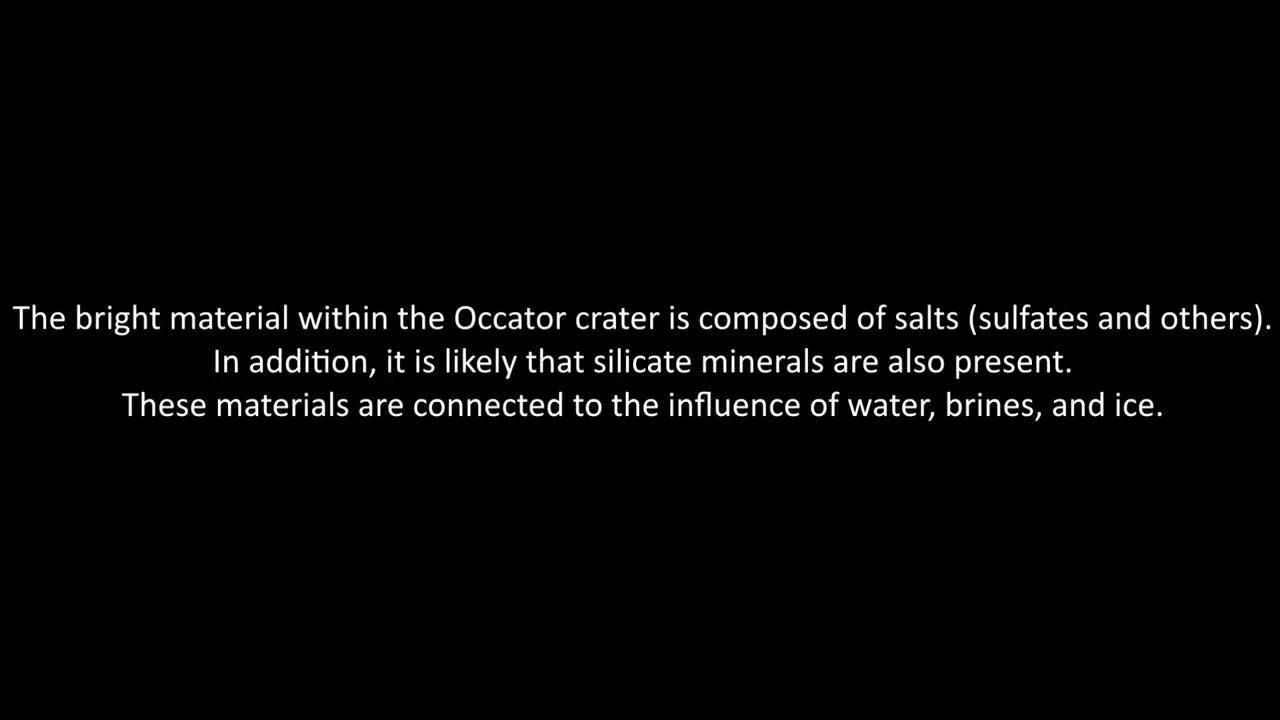 The bright material within the Occator crater is composed of salts (sulfates and others).
In addition, it is likely that silicate minerals are also present.
These materials are connected to the influence of water, brines, and ice.